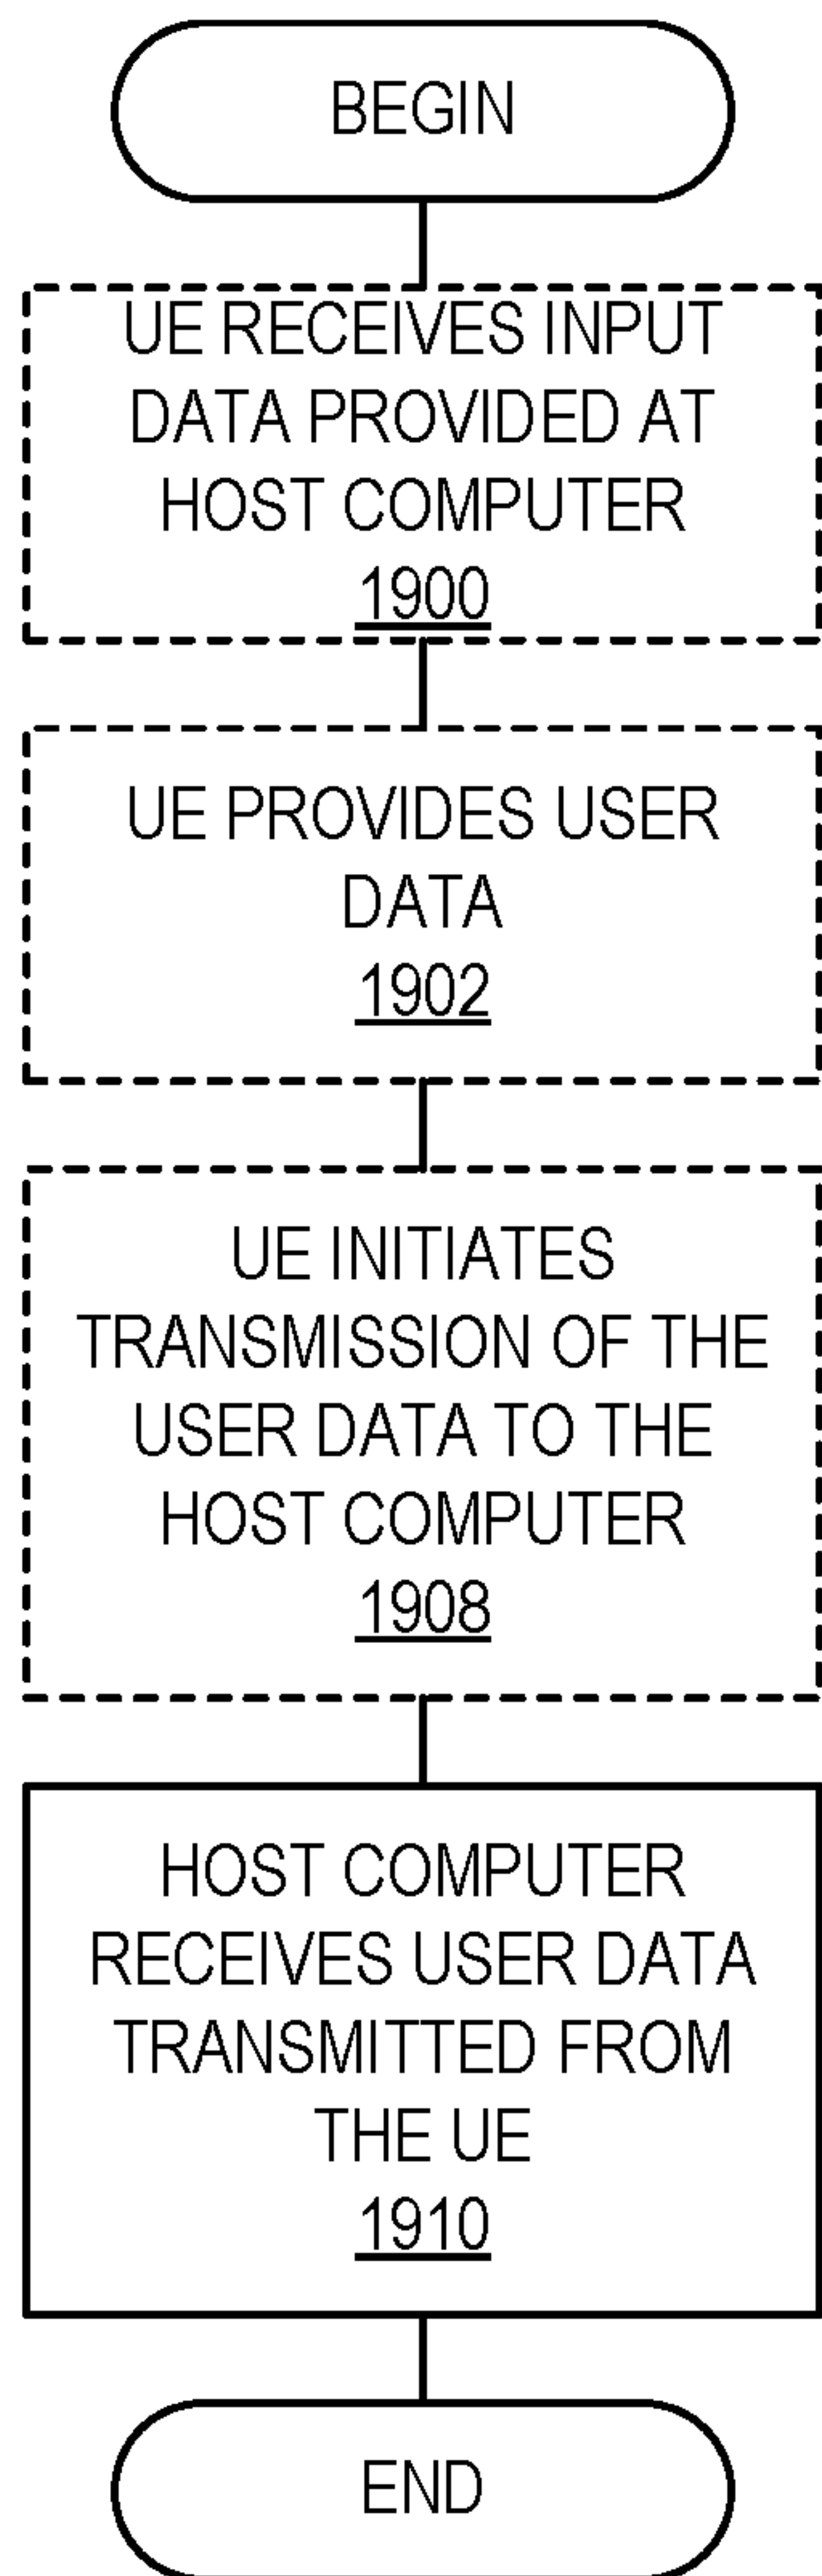 BEGIN
UE RECEIVES INPUT
DATA PROVIDED AT
HOST COMPUTER
1900
UE PROVIDES USER
DATA
1902
UE INITIATES
TRANSMISSION OF THE
USER DATA TO THE
HOST COMPUTER
1908
HOST COMPUTER
RECEIVES USER DATA
TRANSMITTED FROM
THE UE
1910
END